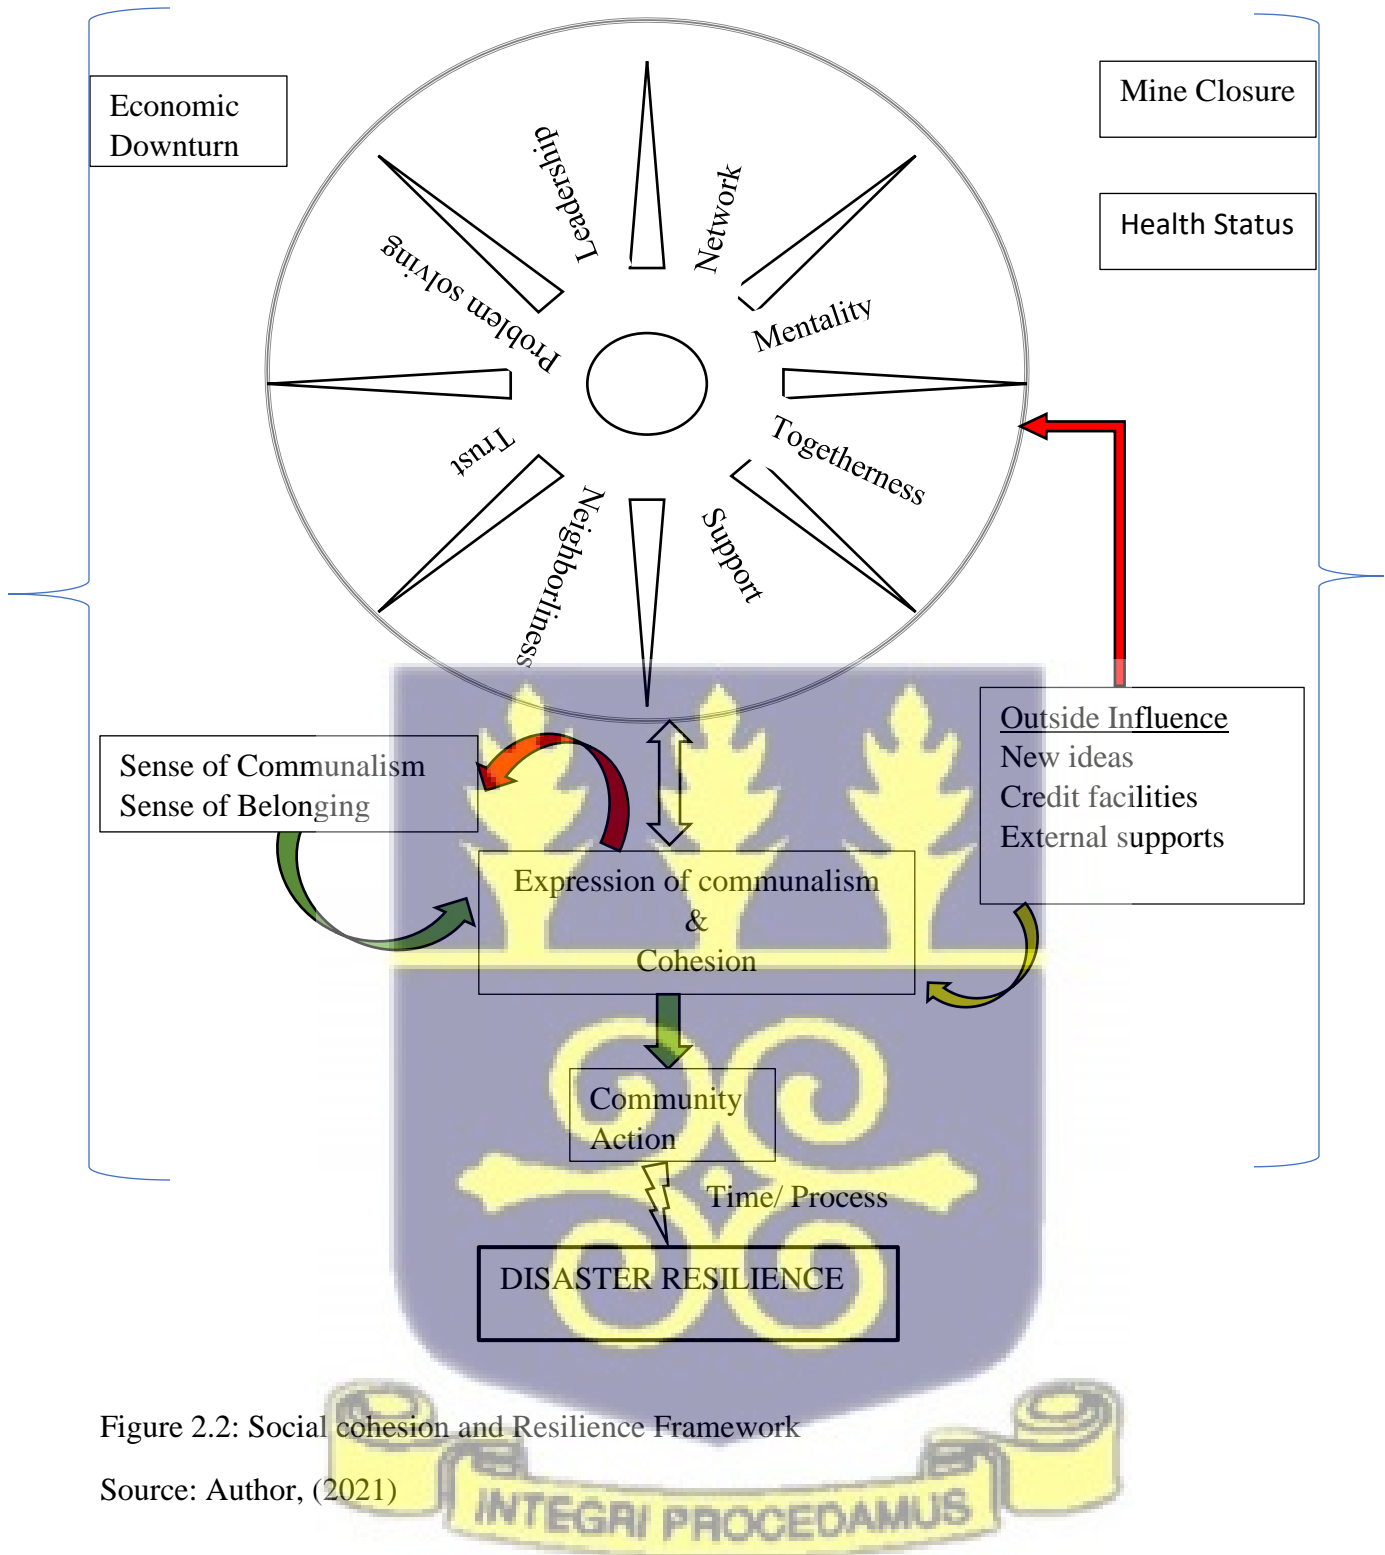 Economic
Downturn
Mine Closure
Health Status
Leadership
Network
Problem solving
Mentality
Trust
Togetherness
Neighborliness
Support
Outside Influence
New ideas
Credit facilities
External supports
Sense of Communalism
Sense of Belonging
Expression of communalism
&
Cohesion
Community
Action
Time/ Process
DISASTER RESILIENCE
Figure 2.2: Social cohesion and Resilience Framework
Source: Author, (2021)
INTEGRI PROCEDAMUS